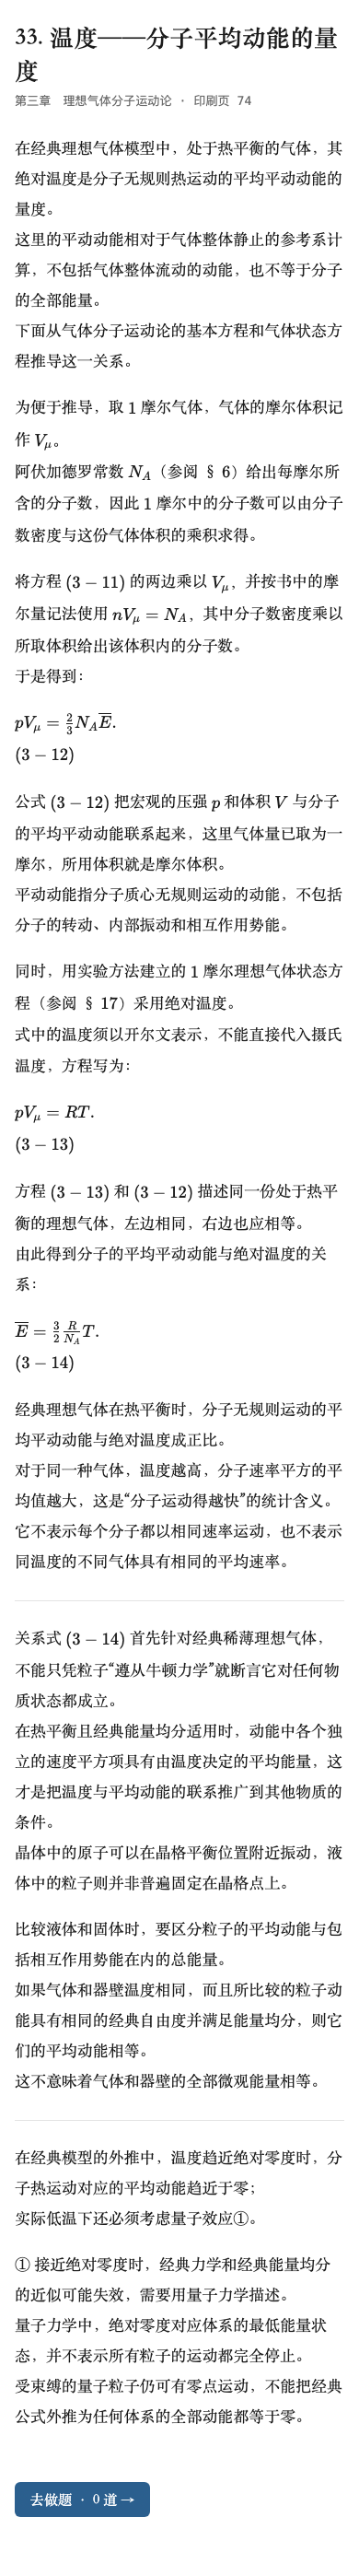 33. 温度——分子平均动能的量
度
第三章 理想气体分子运动论 · 印刷页 74
在经典理想气体模型中，处于热平衡的气体，其
绝对温度是分子无规则热运动的平均平动动能的
量度。
这里的平动动能相对于气体整体静止的参考系计
算，不包括气体整体流动的动能，也不等于分子
的全部能量。
下面从气体分子运动论的基本方程和气体状态方
程推导这一关系。
为便于推导，取 1 摩尔气体，气体的摩尔体积记
作 V_μ。
阿伏加德罗常数 N_A（参阅 § 6）给出每摩尔所
含的分子数，因此 1 摩尔中的分子数可以由分子
数密度与这份气体体积的乘积求得。
将方程 (3 − 11) 的两边乘以 V_μ，并按书中的摩
尔量记法使用 nV_μ = N_A，其中分子数密度乘以
所取体积给出该体积内的分子数。
于是得到：
pV_μ = 2/3 N_A E̅.
(3 − 12)
公式 (3 − 12) 把宏观的压强 p 和体积 V 与分子
的平均平动动能联系起来，这里气体量已取为一
摩尔，所用体积就是摩尔体积。
平动动能指分子质心无规则运动的动能，不包括
分子的转动、内部振动和相互作用势能。
同时，用实验方法建立的 1 摩尔理想气体状态方
程（参阅 § 17）采用绝对温度。
式中的温度须以开尔文表示，不能直接代入摄氏
温度，方程写为：
pV_μ = RT.
(3 − 13)
方程 (3 − 13) 和 (3 − 12) 描述同一份处于热平
衡的理想气体，左边相同，右边也应相等。
由此得到分子的平均平动动能与绝对温度的关
系：
E̅ = 3/2 R/N_A T.
(3 − 14)
经典理想气体在热平衡时，分子无规则运动的平
均平动动能与绝对温度成正比。
对于同一种气体，温度越高，分子速率平方的平
均值越大，这是“分子运动得越快”的统计含义。
它不表示每个分子都以相同速率运动，也不表示
同温度的不同气体具有相同的平均速率。
关系式 (3 − 14) 首先针对经典稀薄理想气体，
不能只凭粒子“遵从牛顿力学”就断言它对任何物
质状态都成立。
在热平衡且经典能量均分适用时，动能中各个独
立的速度平方项具有由温度决定的平均能量，这
才是把温度与平均动能的联系推广到其他物质的
条件。
晶体中的原子可以在晶格平衡位置附近振动，液
体中的粒子则并非普遍固定在晶格点上。
比较液体和固体时，要区分粒子的平均动能与包
括相互作用势能在内的总能量。
如果气体和器壁温度相同，而且所比较的粒子动
能具有相同的经典自由度并满足能量均分，则它
们的平均动能相等。
这不意味着气体和器壁的全部微观能量相等。
在经典模型的外推中，温度趋近绝对零度时，分
子热运动对应的平均动能趋近于零；
实际低温下还必须考虑量子效应①。
① 接近绝对零度时，经典力学和经典能量均分
的近似可能失效，需要用量子力学描述。
量子力学中，绝对零度对应体系的最低能量状
态，并不表示所有粒子的运动都完全停止。
受束缚的量子粒子仍可有零点运动，不能把经典
公式外推为任何体系的全部动能都等于零。
去做题 · 0 道 →